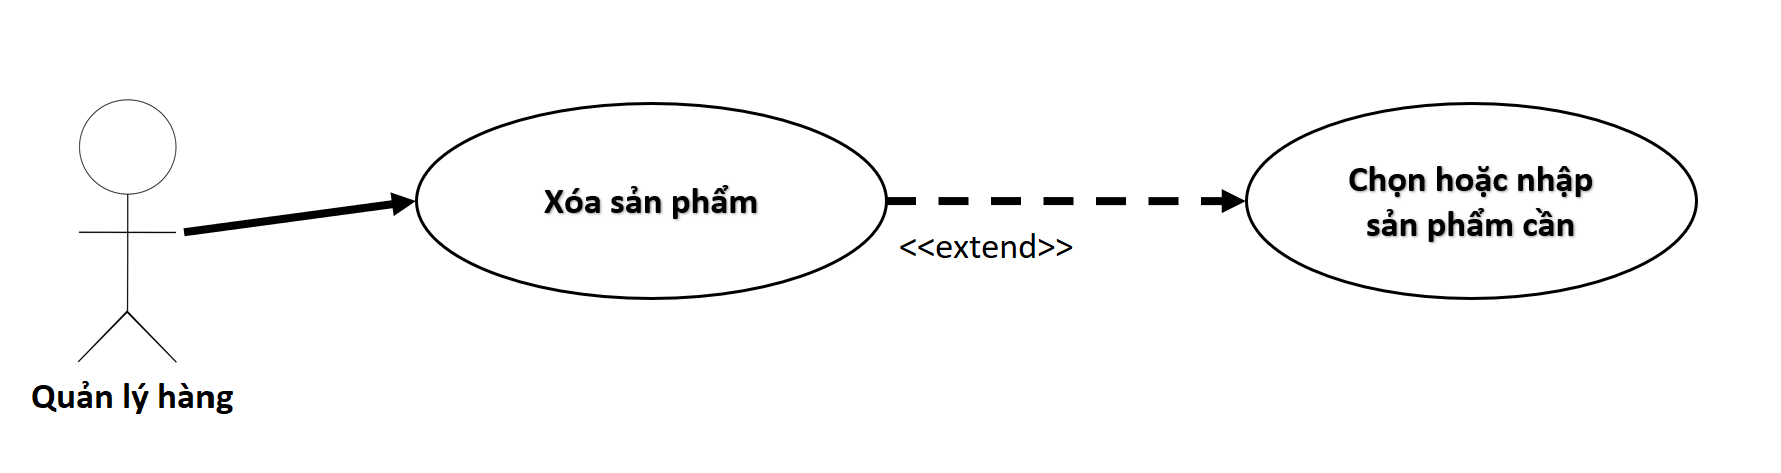 Xóa sản phẩm
Chọn hoặc nhập
sản phẩm cần
<<extend>>
Quản lý hàng